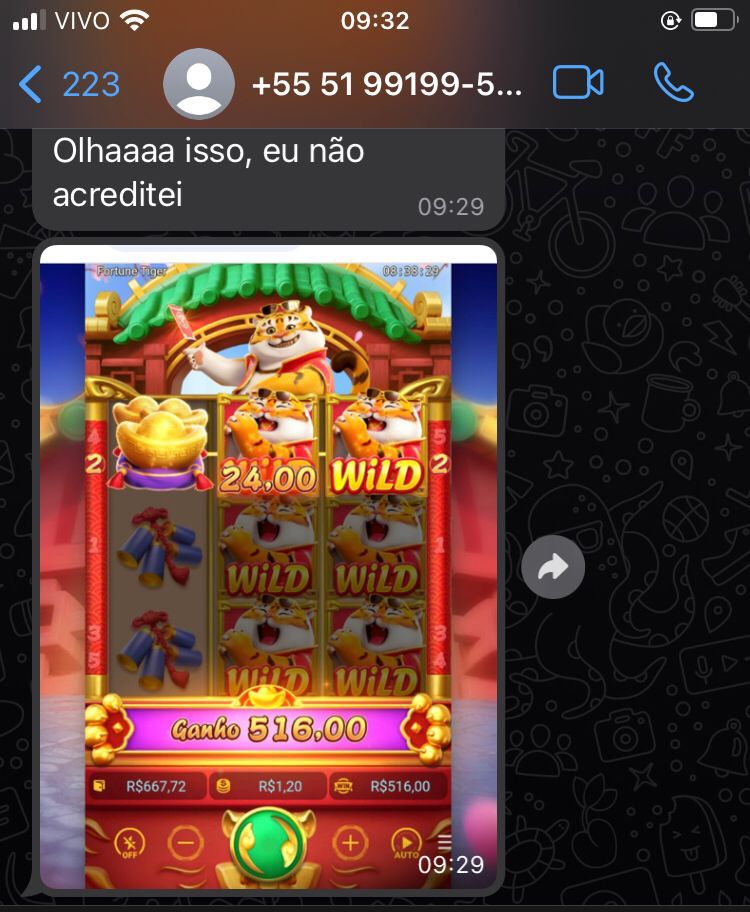 VIVO 09:32
223 +55 51 99199-5...
Olhaaaa isso, eu não
acreditei
09:29
Fortune Tiger 08:38:29
4 5
2 24,00 WiLD 2
1 WiLD WiLD 1
3 WiLD WiLD 3
5 4
Ganho 516,00
R$667,72 R$1,20 WIN R$516,00
OFF AUTO
09:29